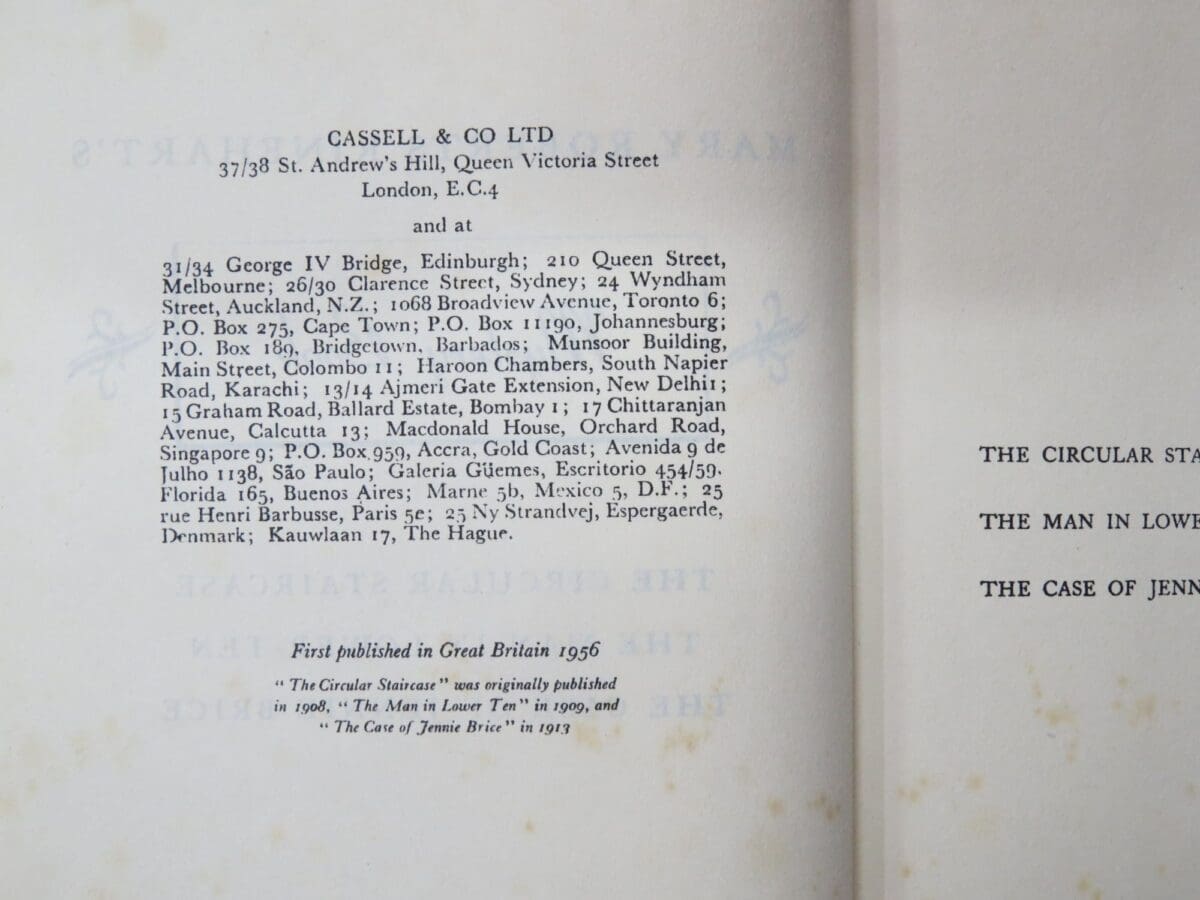 CASSELL & CO LTD
37/38 St. Andrew's Hill, Queen Victoria Street
London, E.C.4
and at
31/34 George IV Bridge, Edinburgh; 210 Queen Street,
Melbourne; 26/30 Clarence Street, Sydney; 24 Wyndham
Street, Auckland, N.Z.; 1068 Broadview Avenue, Toronto 6;
P.O. Box 275, Cape Town; P.O. Box 11190, Johannesburg;
P.O. Box 189, Bridgetown, Barbados; Munsoor Building,
Main Street, Colombo 11; Haroon Chambers, South Napier
Road, Karachi; 13/14 Ajmeri Gate Extension, New Delhi1;
15 Graham Road, Ballard Estate, Bombay 1; 17 Chittaranjan
Avenue, Calcutta 13; Macdonald House, Orchard Road,
Singapore 9; P.O. Box 959, Accra, Gold Coast; Avenida 9 de
Julho 1138, São Paulo; Galeria Güemes, Escritorio 454/59.
Florida 165, Buenos Aires; Marne 5b, Mexico 5, D.F.; 25
rue Henri Barbusse, Paris 5e; 25 Ny Strandvej, Espergaerde,
Denmark; Kauwlaan 17, The Hague.
First published in Great Britain 1956
"The Circular Staircase" was originally published
in 1908, "The Man in Lower Ten" in 1909, and
"The Case of Jennie Brice" in 1913
THE CIRCULAR STA
THE MAN IN LOWE
THE CASE OF JENN